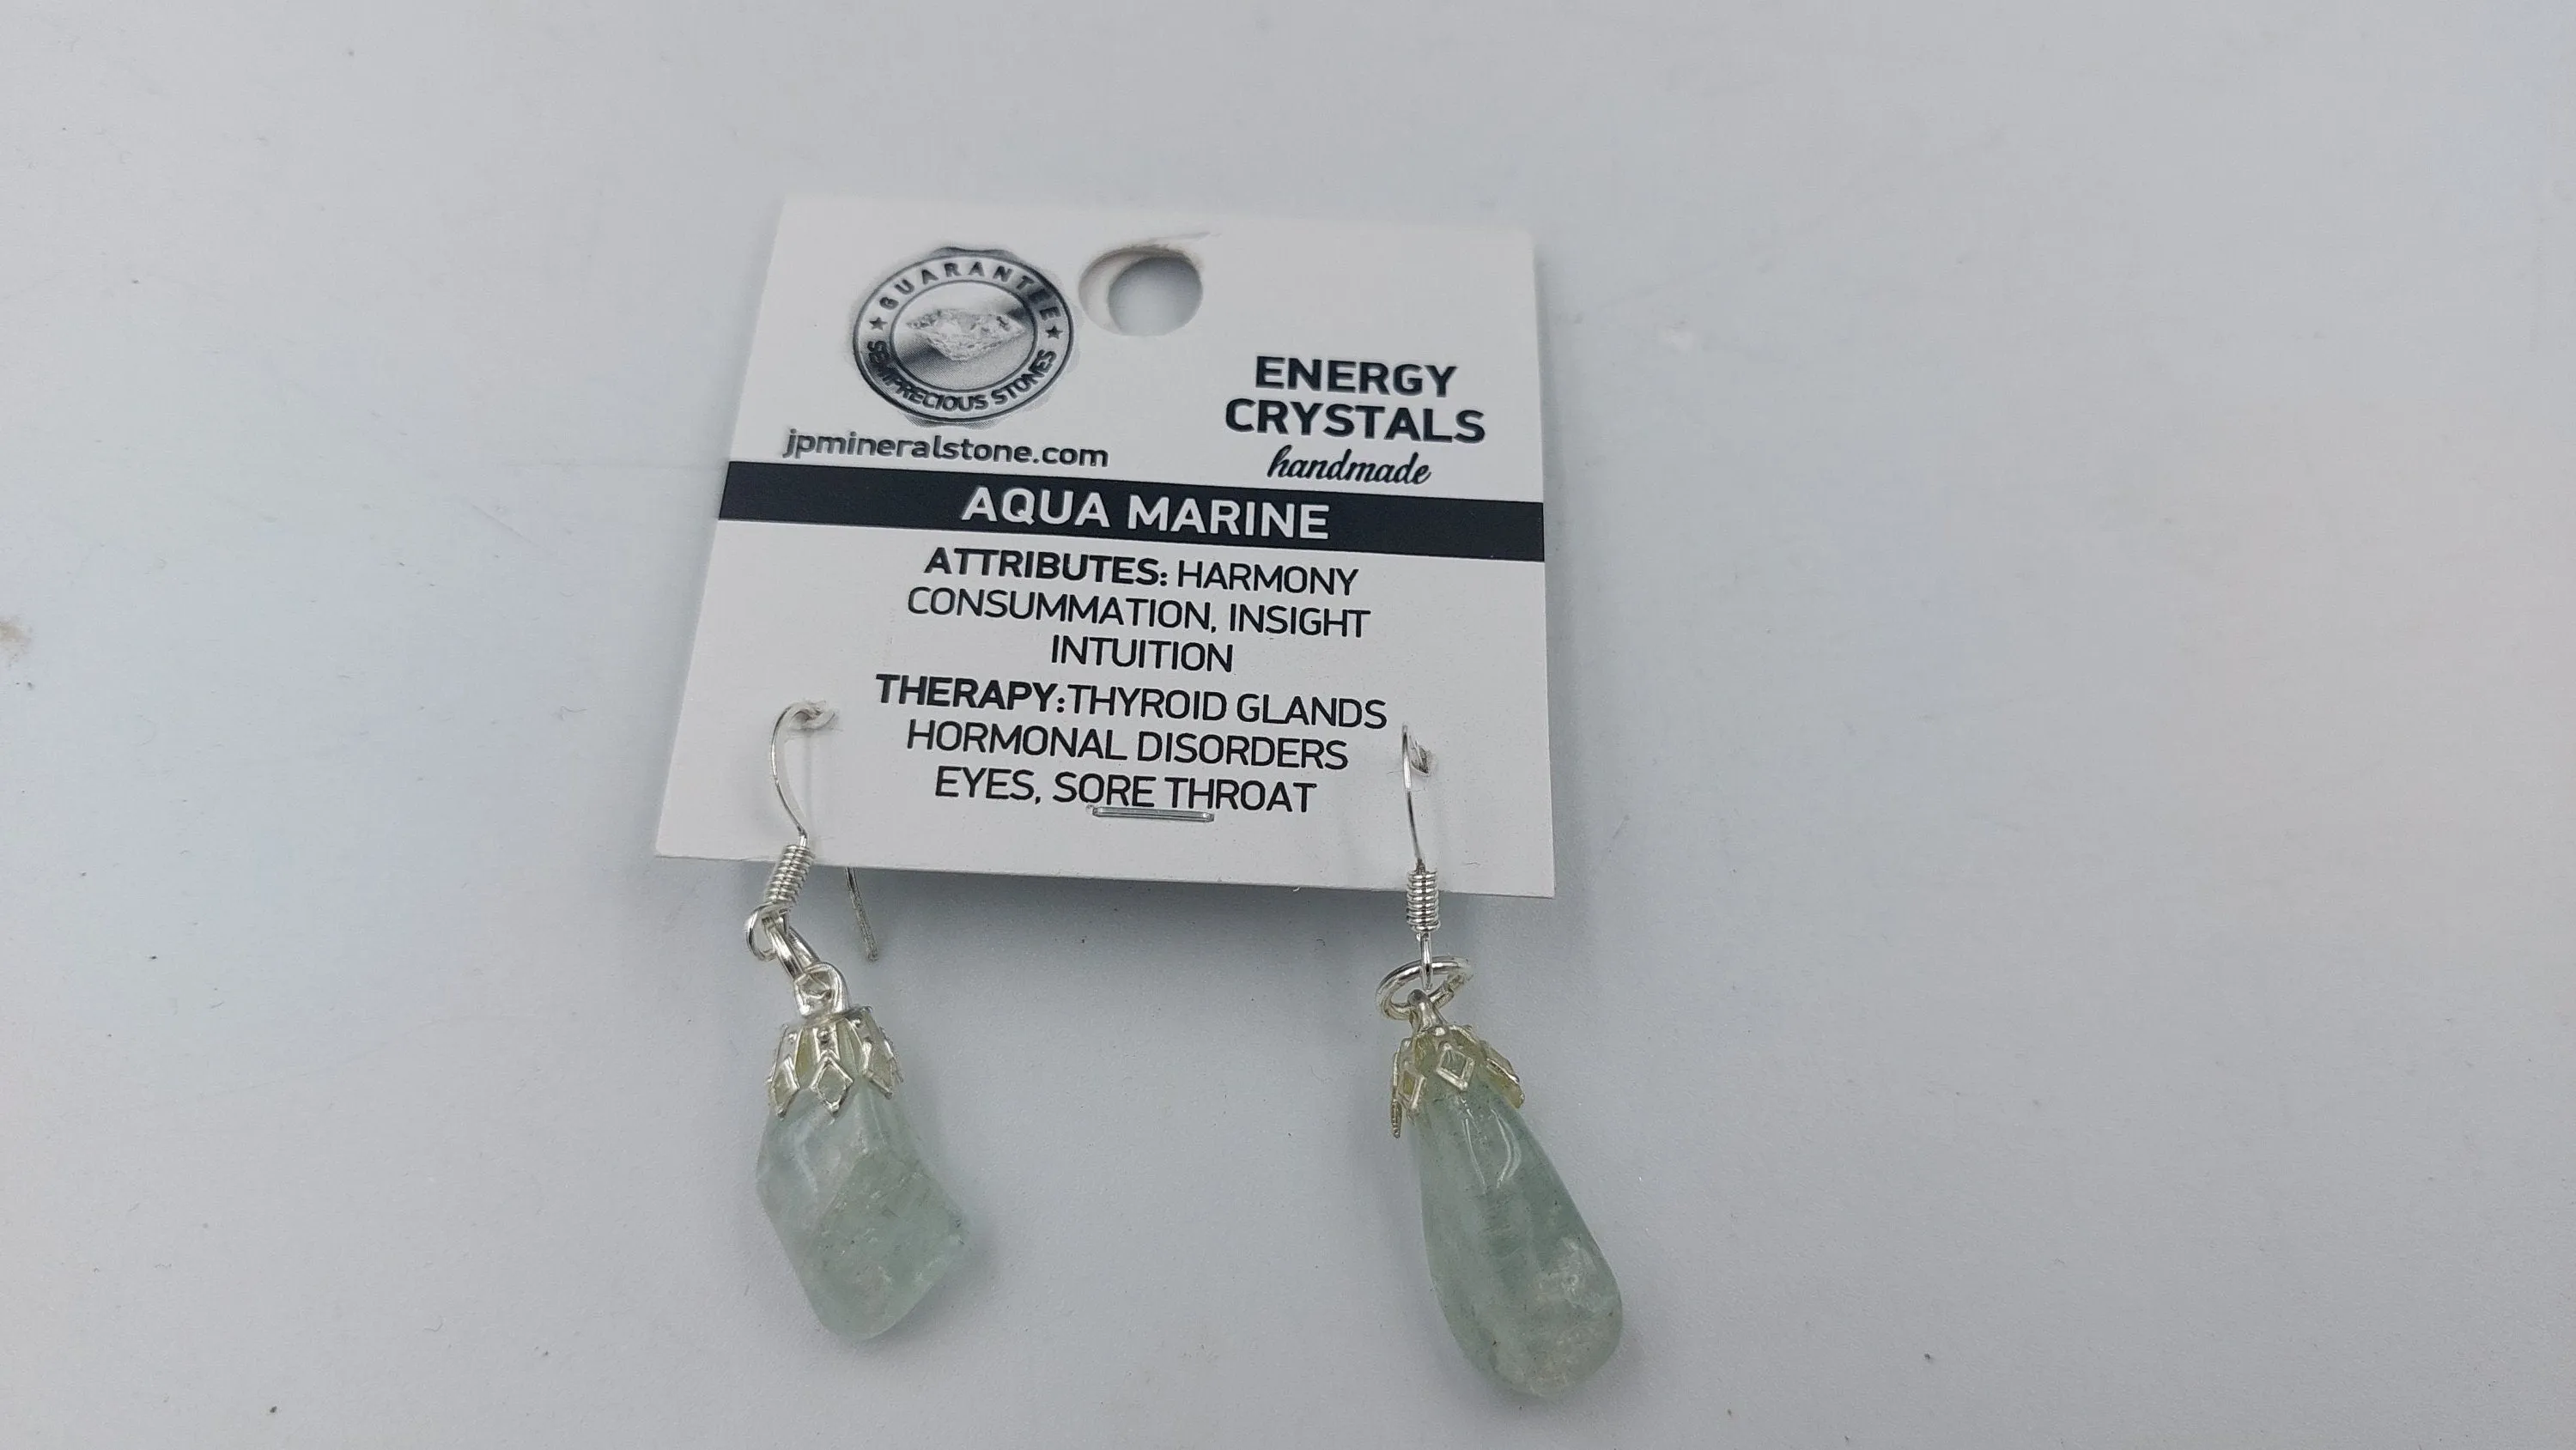 GUARANTEE
SEMIPRECIOUS STONES
jpmineralstone.com
ENERGY
CRYSTALS
handmade
AQUA MARINE
ATTRIBUTES: HARMONY
CONSUMMATION, INSIGHT
INTUITION
THERAPY:THYROID GLANDS
HORMONAL DISORDERS
EYES, SORE THROAT